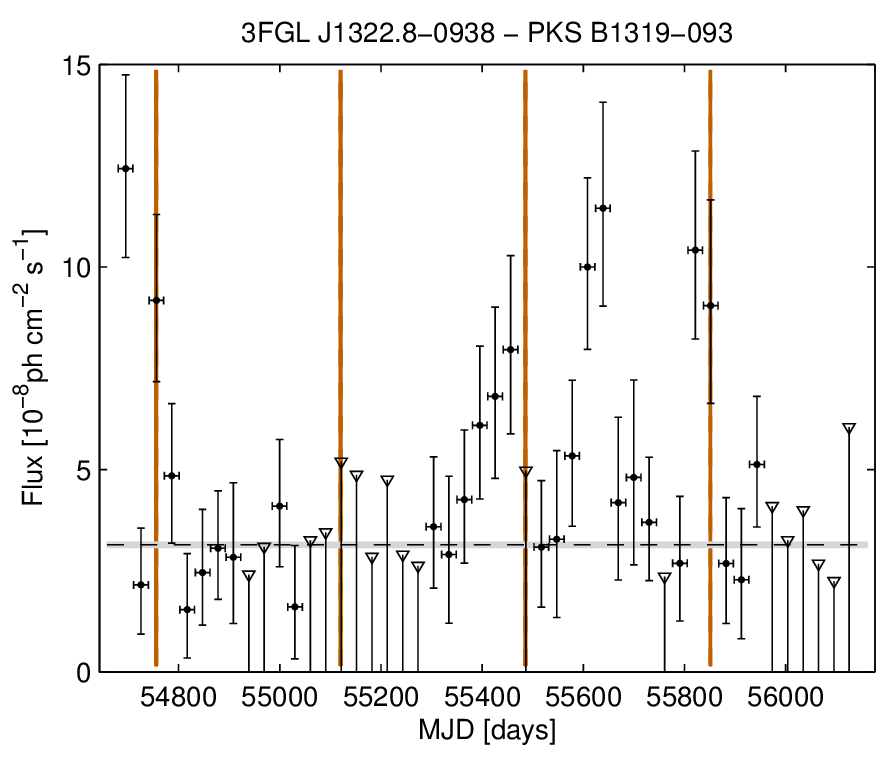 3FGL J1322.8−0938 − PKS B1319−093
15
10
5
0
Flux [10⁻⁸ph cm⁻² s⁻¹]
54800 55000 55200 55400 55600 55800 56000
MJD [days]